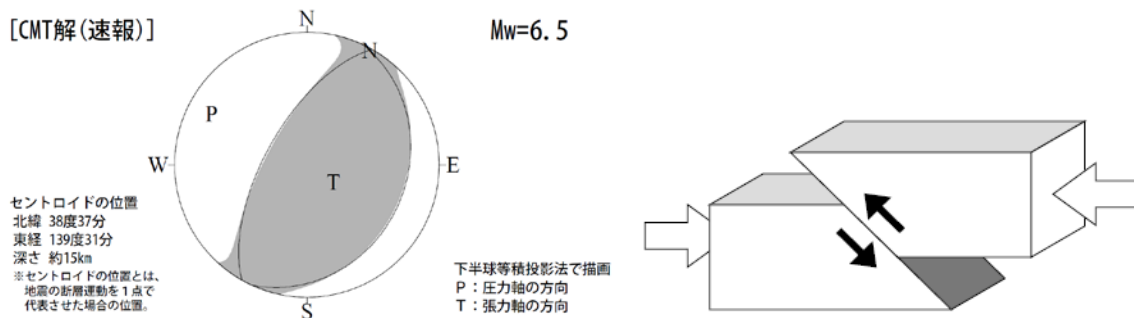 [CMT解(速報)]
Mw=6.5
N
N
P
W
E
T
S
セントロイドの位置
北緯 38度37分
東経 139度31分
深さ 約15km
※セントロイドの位置とは、
地震の断層運動を1点で
代表させた場合の位置。
下半球等積投影法で描画
P：圧力軸の方向
T：張力軸の方向